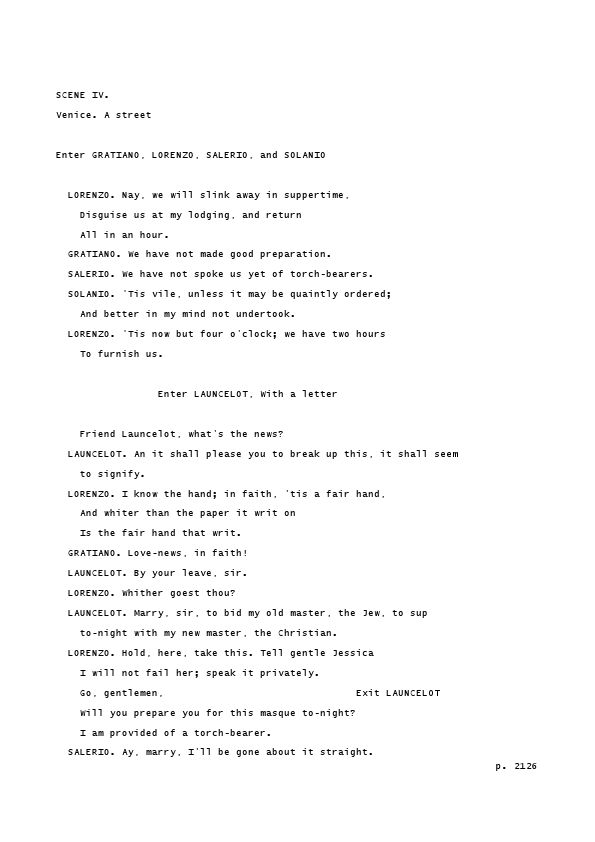 SCENE IV.
Venice. A street
Enter GRATIANO, LORENZO, SALERIO, and SOLANIO
LORENZO. Nay, we will slink away in suppertime,
Disguise us at my lodging, and return
All in an hour.
GRATIANO. We have not made good preparation.
SALERIO. We have not spoke us yet of torch-bearers.
SOLANIO. 'Tis vile, unless it may be quaintly ordered;
And better in my mind not undertook.
LORENZO. 'Tis now but four o'clock; we have two hours
To furnish us.
Enter LAUNCELOT, With a letter
Friend Launcelot, what's the news?
LAUNCELOT. An it shall please you to break up this, it shall seem
to signify.
LORENZO. I know the hand; in faith, 'tis a fair hand,
And whiter than the paper it writ on
Is the fair hand that writ.
GRATIANO. Love-news, in faith!
LAUNCELOT. By your leave, sir.
LORENZO. Whither goest thou?
LAUNCELOT. Marry, sir, to bid my old master, the Jew, to sup
to-night with my new master, the Christian.
LORENZO. Hold, here, take this. Tell gentle Jessica
I will not fail her; speak it privately.
Go, gentlemen, Exit LAUNCELOT
Will you prepare you for this masque to-night?
I am provided of a torch-bearer.
SALERIO. Ay, marry, I'll be gone about it straight.
p. 2126